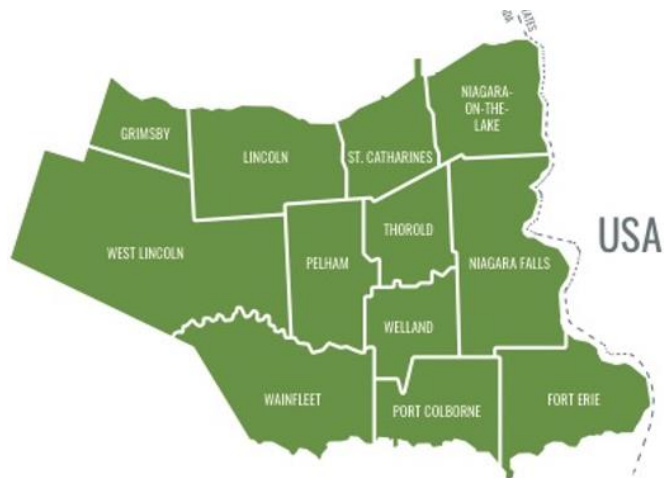 NIAGARA-
ON-THE-
LAKE
GRIMSBY
LINCOLN
ST. CATHARINES
THOROLD
USA
WEST LINCOLN
PELHAM
NIAGARA FALLS
WELLAND
WAINFLEET
PORT COLBORNE
FORT ERIE